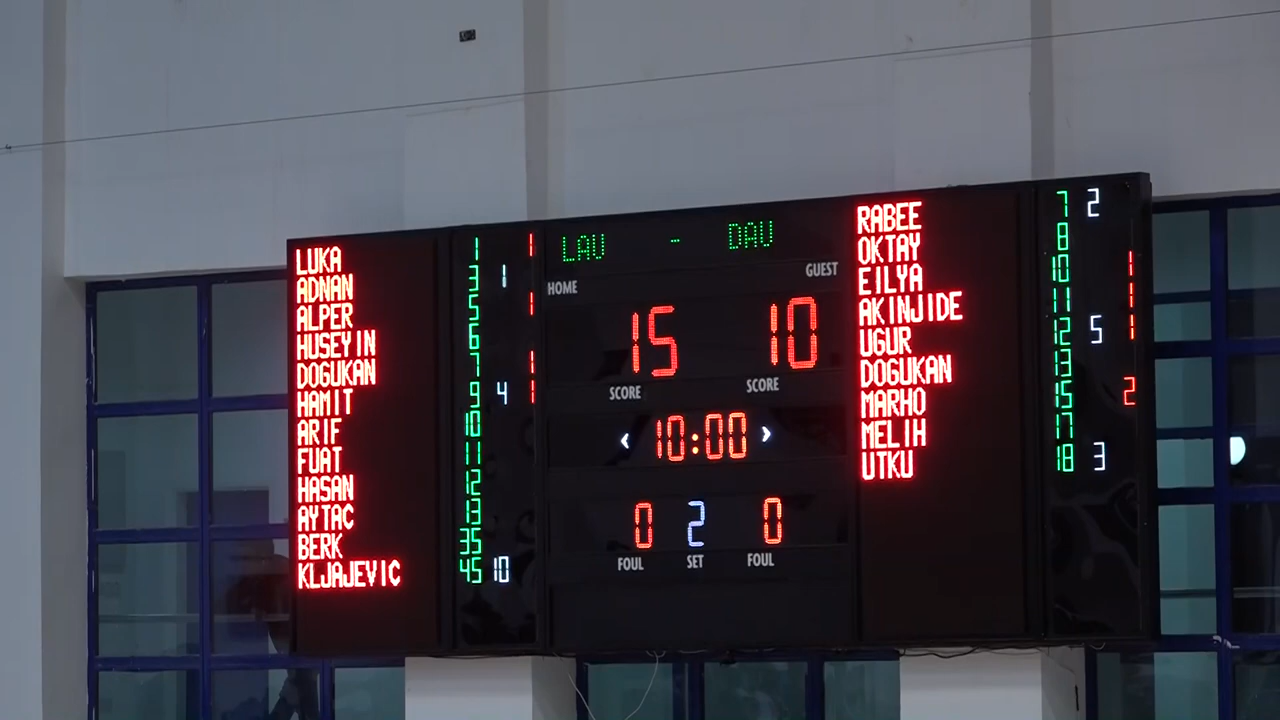 LAU - DAU
HOME GUEST
15 10
SCORE SCORE
‹ 10:00 ›
0 2 0
FOUL SET FOUL
LUKA 1 1
ADNAN 3 1
ALPER 5 1
HUSEYIN 6
DOGUKAN 7 1
HAMIT 9 4 1
ARIF 10
FUAT 11
HASAN 12
AYTAC 13
BERK 35
KLJAJEVIC 45 10
RABEE 7 2
OKTAY 8
EILYA 10 1
AKINJIDE 11 1
UGUR 12 5 1
DOGUKAN 13
MARHO 15 2
MELIH 17
UTKU 18 3